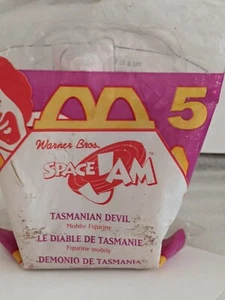 5
Warner Bros.
SPACE JAM
TASMANIAN DEVIL
Mobile Figurine
LE DIABLE DE TASMANIE
Figurine mobile
DEMONIO DE TASMANIA